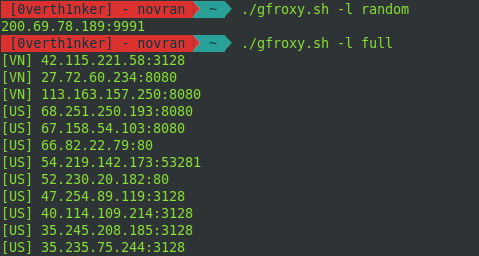 [0verth1nker] - novran ~ ./gfroxy.sh -l random
200.69.78.189:9991
[0verth1nker] - novran ~ ./gfroxy.sh -l full
[VN] 42.115.221.58:3128
[VN] 27.72.60.234:8080
[VN] 113.163.157.250:8080
[US] 68.251.250.193:8080
[US] 67.158.54.103:8080
[US] 66.82.22.79:80
[US] 54.219.142.173:53281
[US] 52.230.20.182:80
[US] 47.254.89.119:3128
[US] 40.114.109.214:3128
[US] 35.245.208.185:3128
[US] 35.235.75.244:3128